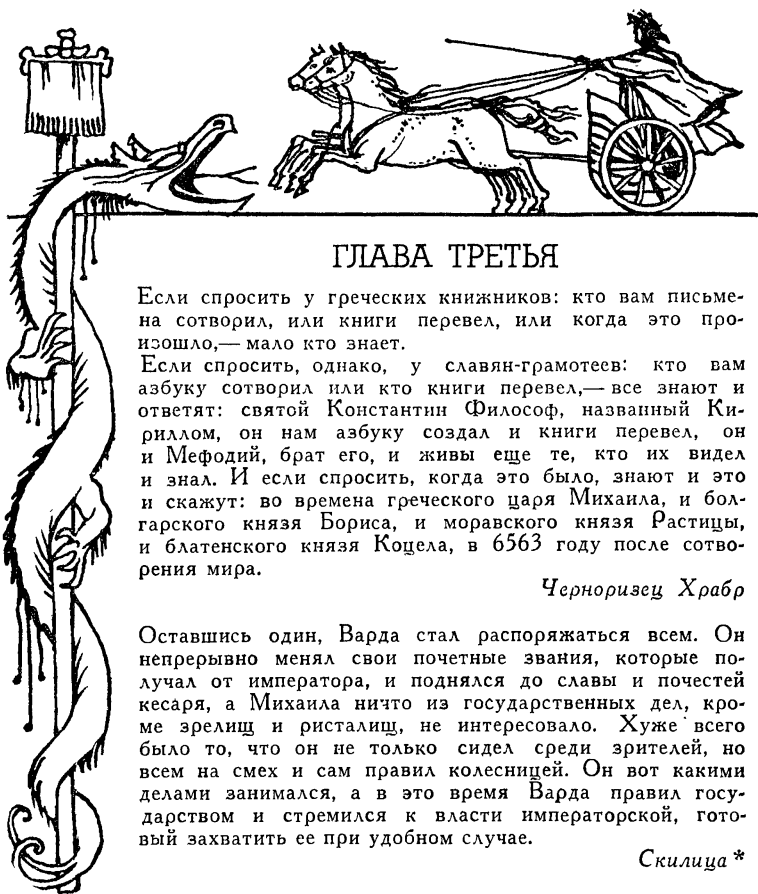 ГЛАВА ТРЕТЬЯ
Если спросить у греческих книжников: кто вам письме-
на сотворил, или книги перевел, или когда это про-
изошло,— мало кто знает.
Если спросить, однако, у славян-грамотеев: кто вам
азбуку сотворил или кто книги перевел,— все знают и
ответят: святой Константин Философ, названный Ки-
риллом, он нам азбуку создал и книги перевел, он
и Мефодий, брат его, и живы еще те, кто их видел
и знал. И если спросить, когда это было, знают и это
и скажут: во времена греческого царя Михаила, и бол-
гарского князя Бориса, и моравского князя Растицы,
и блатенского князя Коцела, в 6563 году после сотво-
рения мира.
Черноризец Храбр
Оставшись один, Варда стал распоряжаться всем. Он
непрерывно менял свои почетные звания, которые по-
лучал от императора, и поднялся до славы и почестей
кесаря, а Михаила ничто из государственных дел, кро-
ме зрелищ и ристалищ, не интересовало. Хуже всего
было то, что он не только сидел среди зрителей, но
всем на смех и сам правил колесницей. Он вот какими
делами занимался, а в это время Варда правил госу-
дарством и стремился к власти императорской, гото-
вый захватить ее при удобном случае.
Скилица*